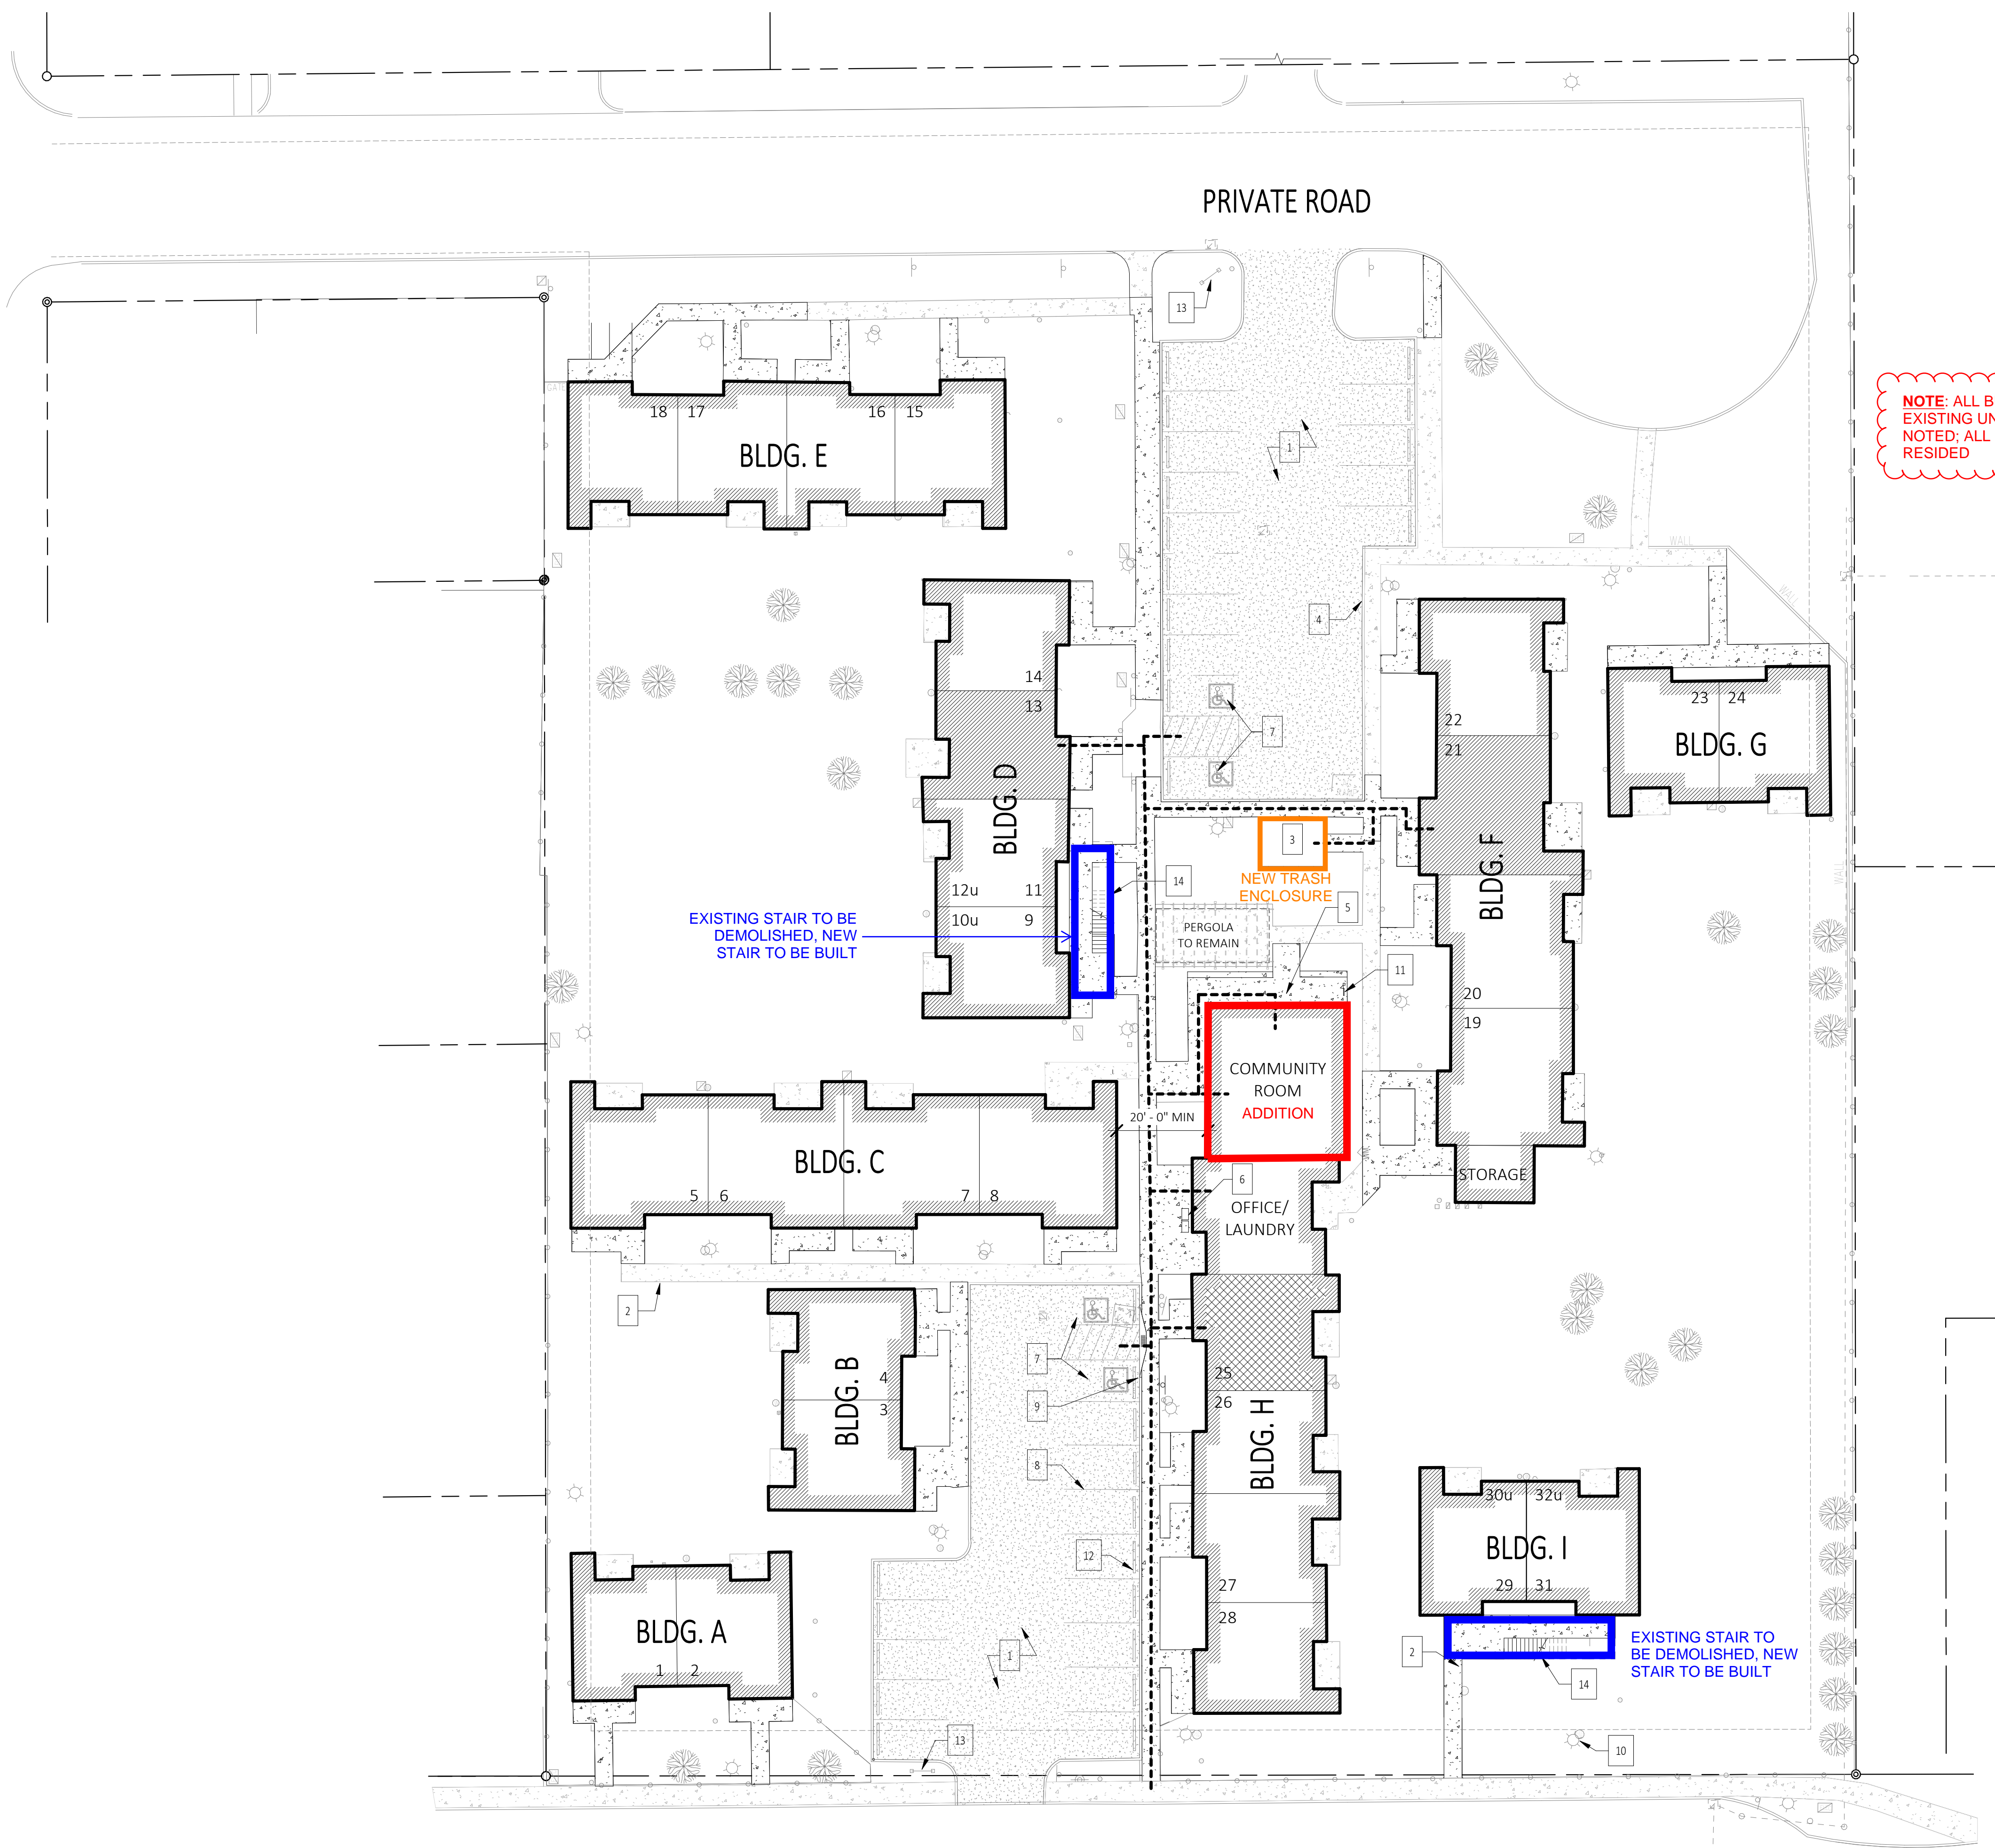 PRIVATE ROAD
13
NOTE: ALL B
EXISTING UN
NOTED; ALL
RESIDED
GATE
18 17
16 15
BLDG. E
1
WALL
WALL
4
14
13
7
22
21
23 24
BLDG. G
BLDG. D
3
NEW TRASH
ENCLOSURE
BLDG. F
WALL
12u 11
10u 9
14
5
EXISTING STAIR TO BE
DEMOLISHED, NEW
STAIR TO BE BUILT
PERGOLA
TO REMAIN
11
20
19
COMMUNITY
ROOM
ADDITION
20' - 0" MIN
BLDG. C
5 6
7 8
STORAGE
6
OFFICE/
LAUNDRY
2
7
9
BLDG. B
4
3
25
26
BLDG. H
8
12
30u 32u
BLDG. I
29 31
27
28
BLDG. A
1 2
1
2
14
EXISTING STAIR TO
BE DEMOLISHED, NEW
STAIR TO BE BUILT
13
10